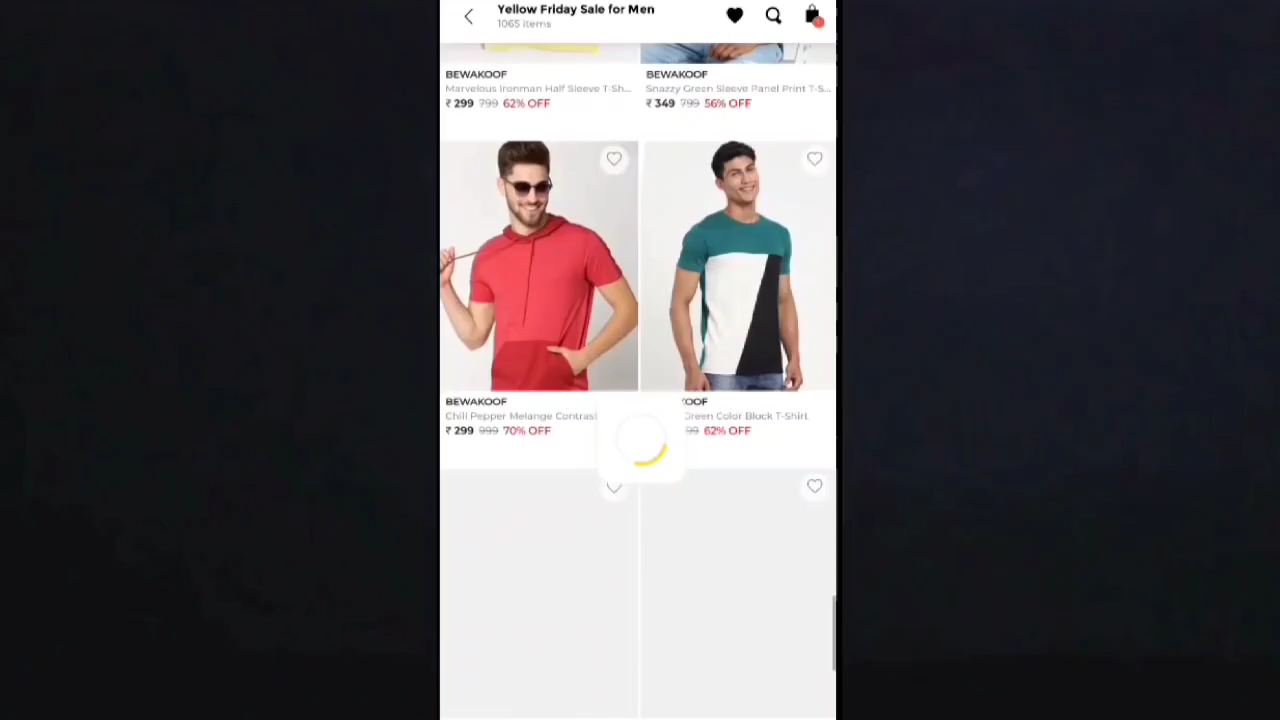 Yellow Friday Sale for Men
1065 items
BEWAKOOF
Marvelous Ironman Half Sleeve T-Sh...
₹ 299 799 62% OFF
BEWAKOOF
Snazzy Green Sleeve Panel Print T-S...
₹ 349 799 56% OFF
BEWAKOOF
Chili Pepper Melange Contrast
₹ 299 999 70% OFF
OOF
Green Color Block T-Shirt
99 62% OFF